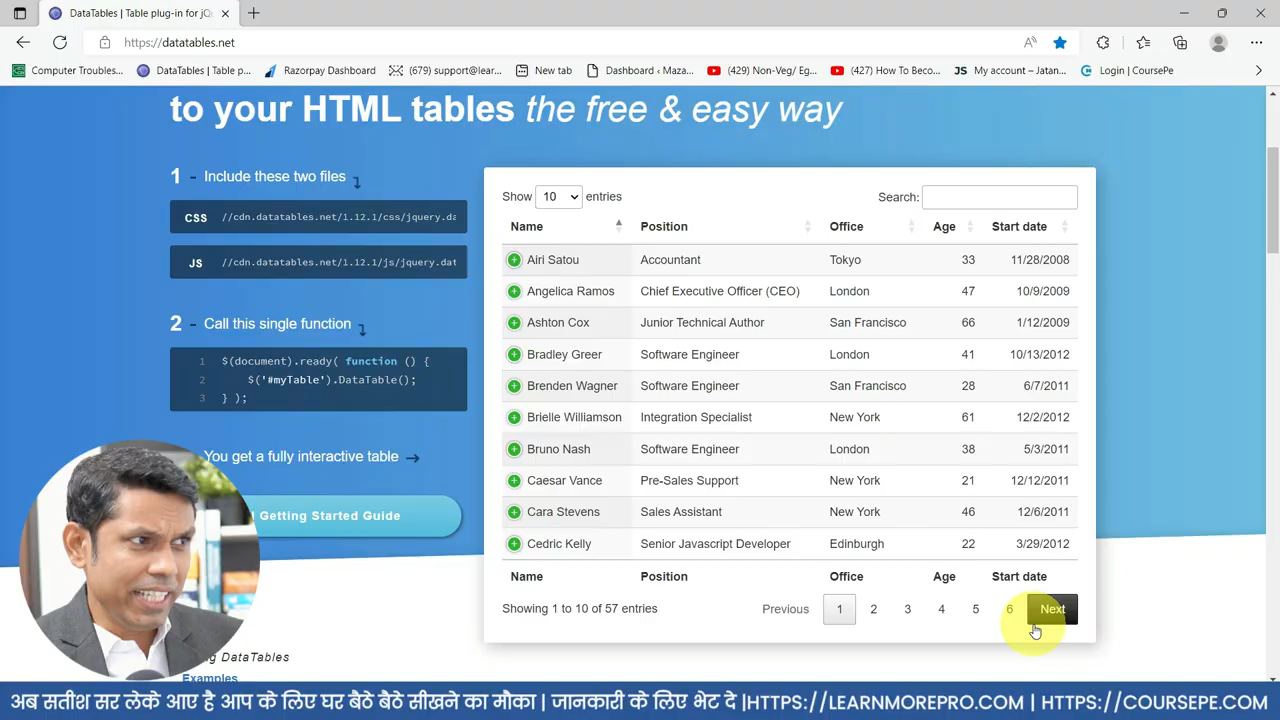 DataTables | Table plug-in for jQ
https://datatables.net
Computer Troubles...
DataTables | Table p...
Razorpay Dashboard
(679) support@lear...
New tab
Dashboard ‹ Maza...
(429) Non-Veg/ Eg...
(427) How To Beco...
JS My account – Jatan...
Login | CoursePe
to your HTML tables the free & easy way
1 - Include these two files
CSS //cdn.datatables.net/1.12.1/css/jquery.da
JS //cdn.datatables.net/1.12.1/js/jquery.dat
2 - Call this single function
1 $(document).ready( function () {
2 $('#myTable').DataTable();
3 } );
You get a fully interactive table
Getting Started Guide
Show 10 entries
Search:
Name Position Office Age Start date
Airi Satou Accountant Tokyo 33 11/28/2008
Angelica Ramos Chief Executive Officer (CEO) London 47 10/9/2009
Ashton Cox Junior Technical Author San Francisco 66 1/12/2009
Bradley Greer Software Engineer London 41 10/13/2012
Brenden Wagner Software Engineer San Francisco 28 6/7/2011
Brielle Williamson Integration Specialist New York 61 12/2/2012
Bruno Nash Software Engineer London 38 5/3/2011
Caesar Vance Pre-Sales Support New York 21 12/12/2011
Cara Stevens Sales Assistant New York 46 12/6/2011
Cedric Kelly Senior Javascript Developer Edinburgh 22 3/29/2012
Name Position Office Age Start date
Showing 1 to 10 of 57 entries
Previous 1 2 3 4 5 6 Next
DataTables
Examples
अब सतीश सर लेके आए है आप के लिए घर बैठे बैठे सीखने का मौका | जानकारी के लिए भेट दे |HTTPS://LEARNMOREPRO.COM | HTTPS://COURSEPE.COM